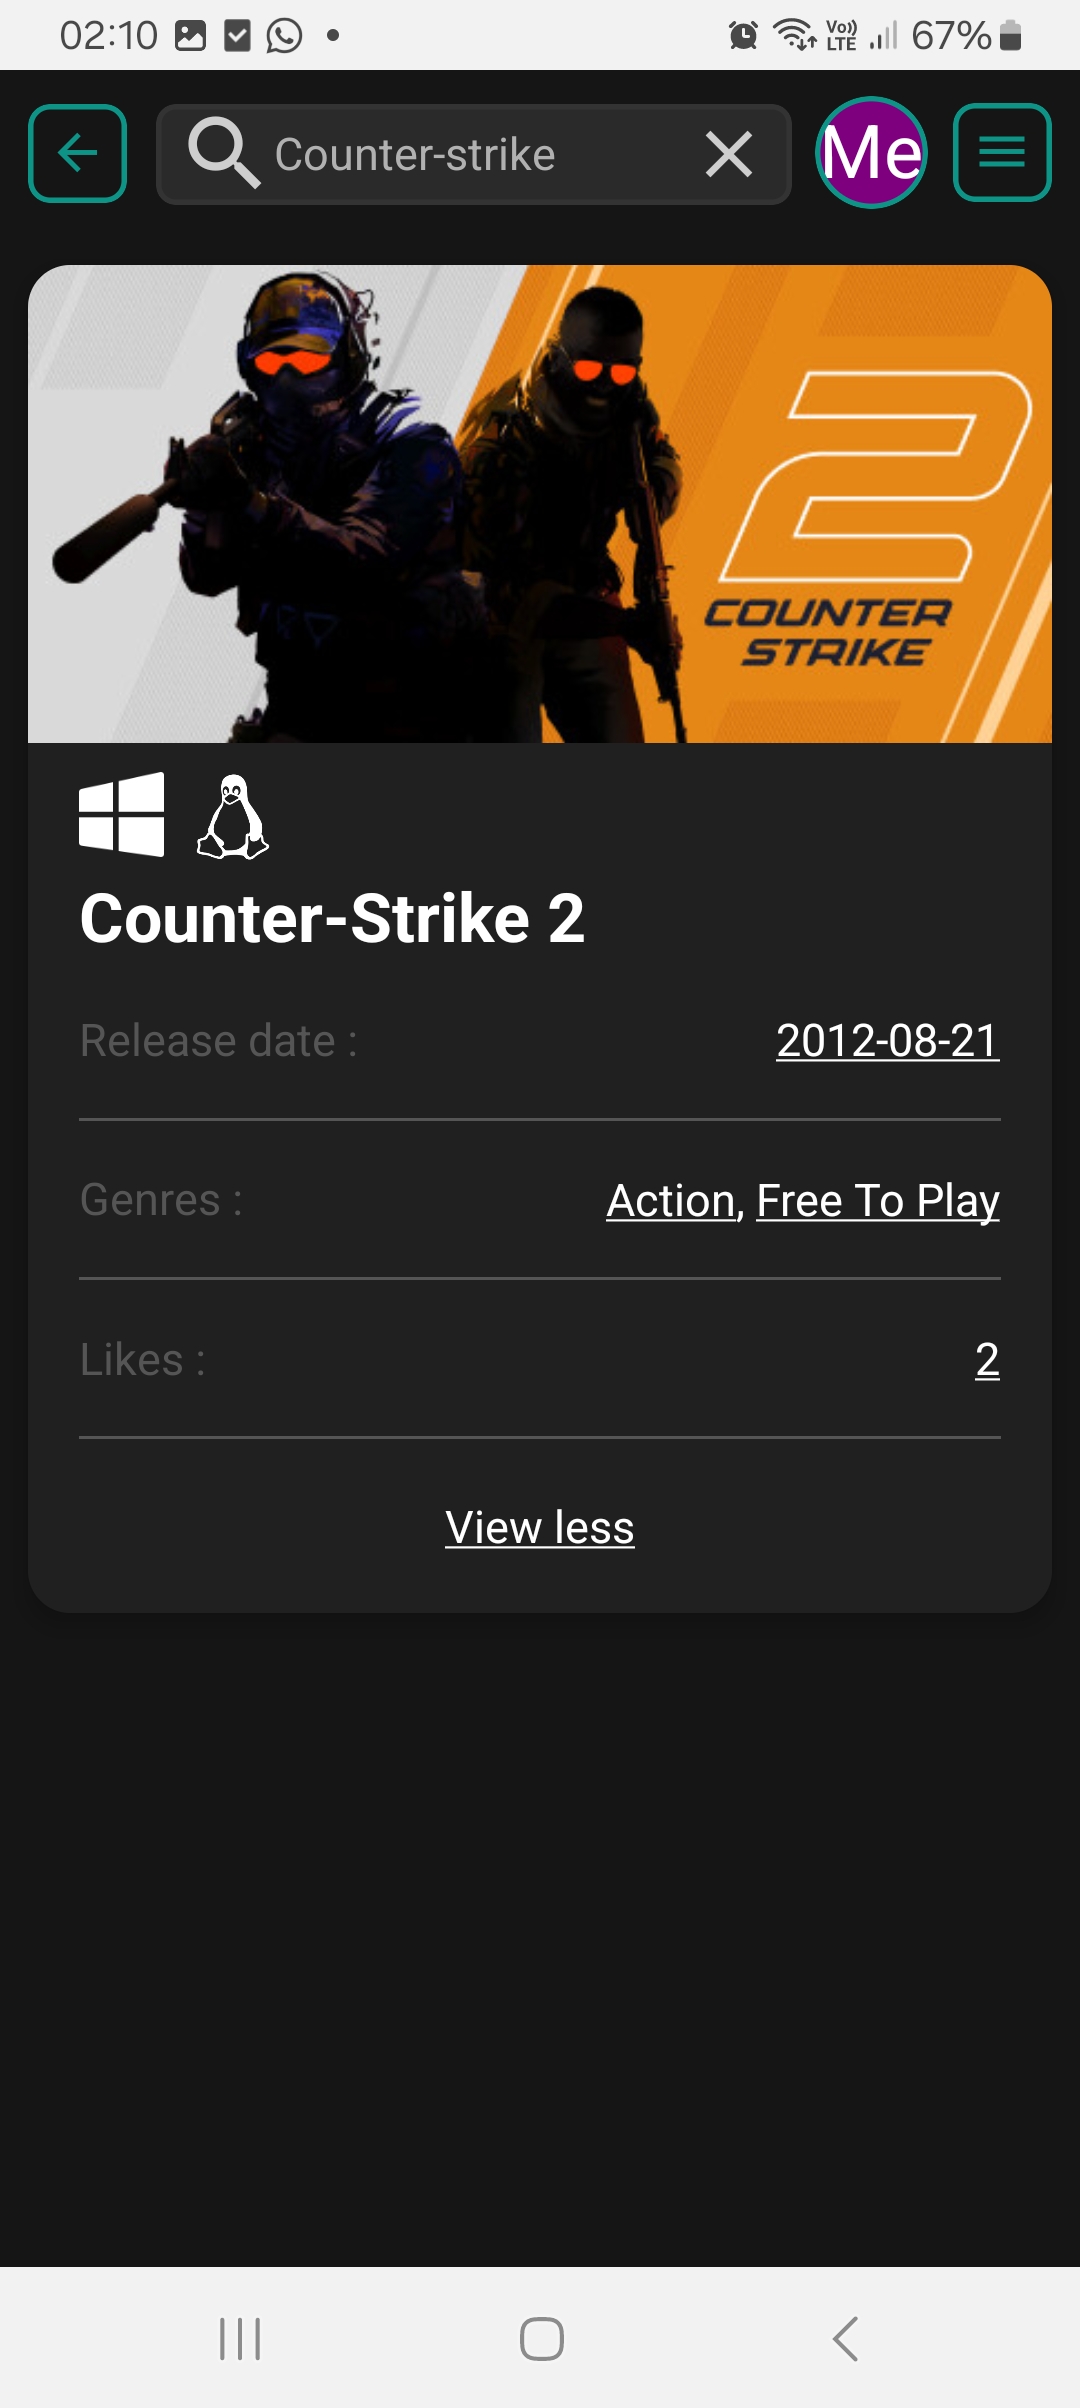 02:10 Vo)) LTE 67%
Counter-strike Me
2
COUNTER
STRIKE
Counter-Strike 2
Release date : 2012-08-21
Genres : Action, Free To Play
Likes : 2
View less